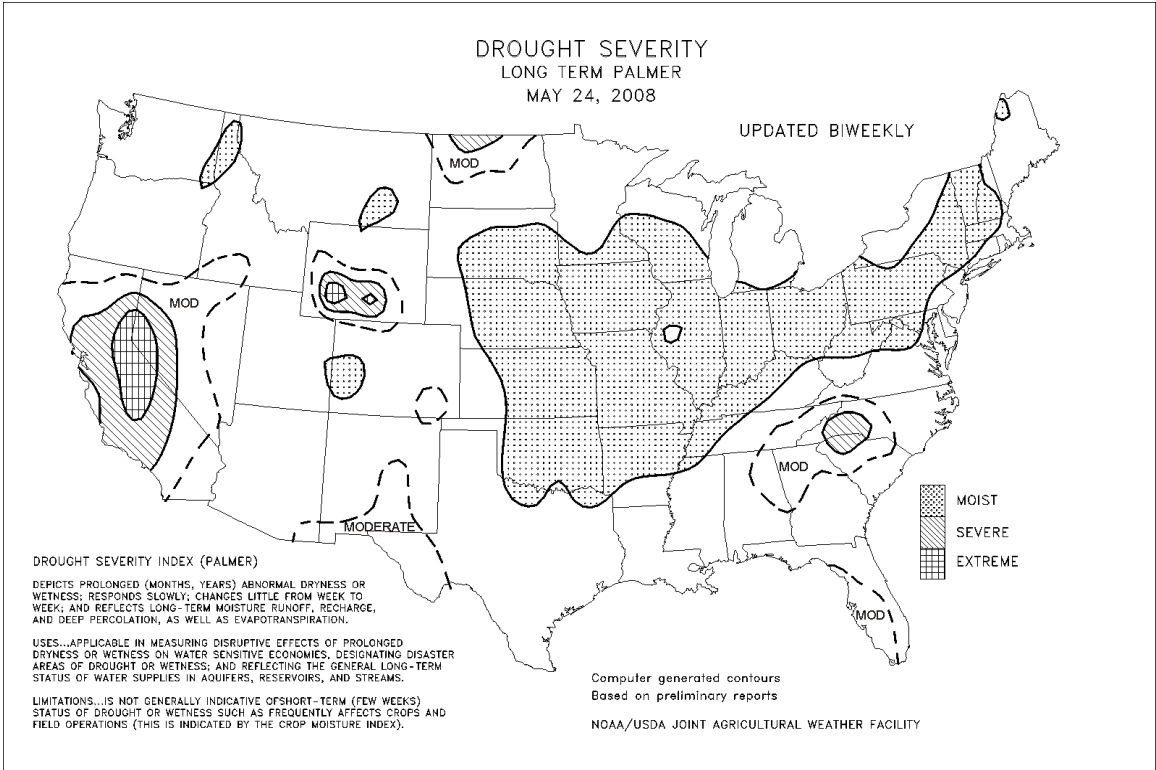 DROUGHT SEVERITY
LONG TERM PALMER
MAY 24, 2008
UPDATED BIWEEKLY
MOD
MOD
MOD
MODERATE
MOD
MOIST
SEVERE
EXTREME
DROUGHT SEVERITY INDEX (PALMER)
DEPICTS PROLONGED (MONTHS, YEARS) ABNORMAL DRYNESS OR
WETNESS; RESPONDS SLOWLY; CHANGES LITTLE FROM WEEK TO
WEEK; AND REFLECTS LONG-TERM MOISTURE RUNOFF, RECHARGE,
AND DEEP PERCOLATION, AS WELL AS EVAPOTRANSPIRATION.
USES...APPLICABLE IN MEASURING DISRUPTIVE EFFECTS OF PROLONGED
DRYNESS OR WETNESS ON WATER SENSITIVE ECONOMIES, DESIGNATING DISASTER
AREAS OF DROUGHT OR WETNESS; AND REFLECTING THE GENERAL LONG-TERM
STATUS OF WATER SUPPLIES IN AQUIFERS, RESERVOIRS, AND STREAMS.
LIMITATIONS...IS NOT GENERALLY INDICATIVE OFSHORT-TERM (FEW WEEKS)
STATUS OF DROUGHT OR WETNESS SUCH AS FREQUENTLY AFFECTS CROPS AND
FIELD OPERATIONS (THIS IS INDICATED BY THE CROP MOISTURE INDEX).
Computer generated contours
Based on preliminary reports
NOAA/USDA JOINT AGRICULTURAL WEATHER FACILITY